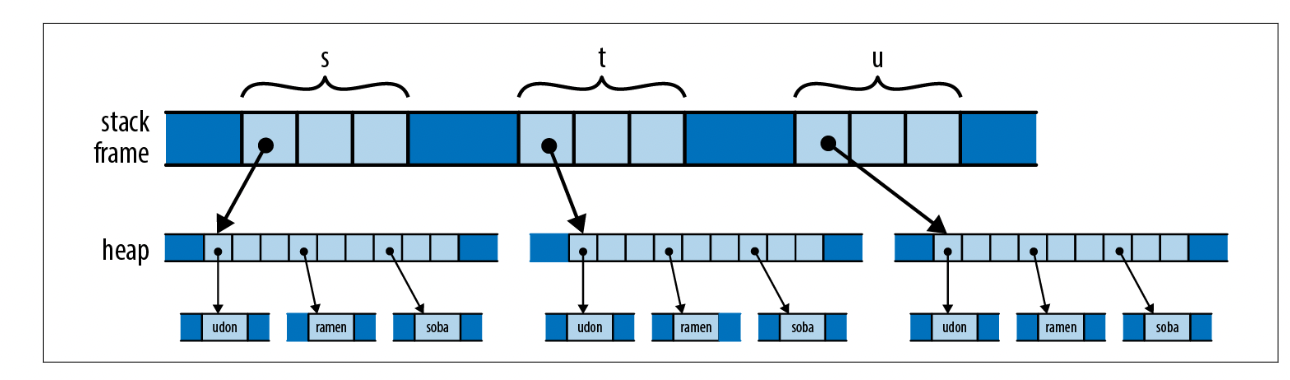 s t u
stack
frame
heap
udon ramen soba udon ramen soba udon ramen soba